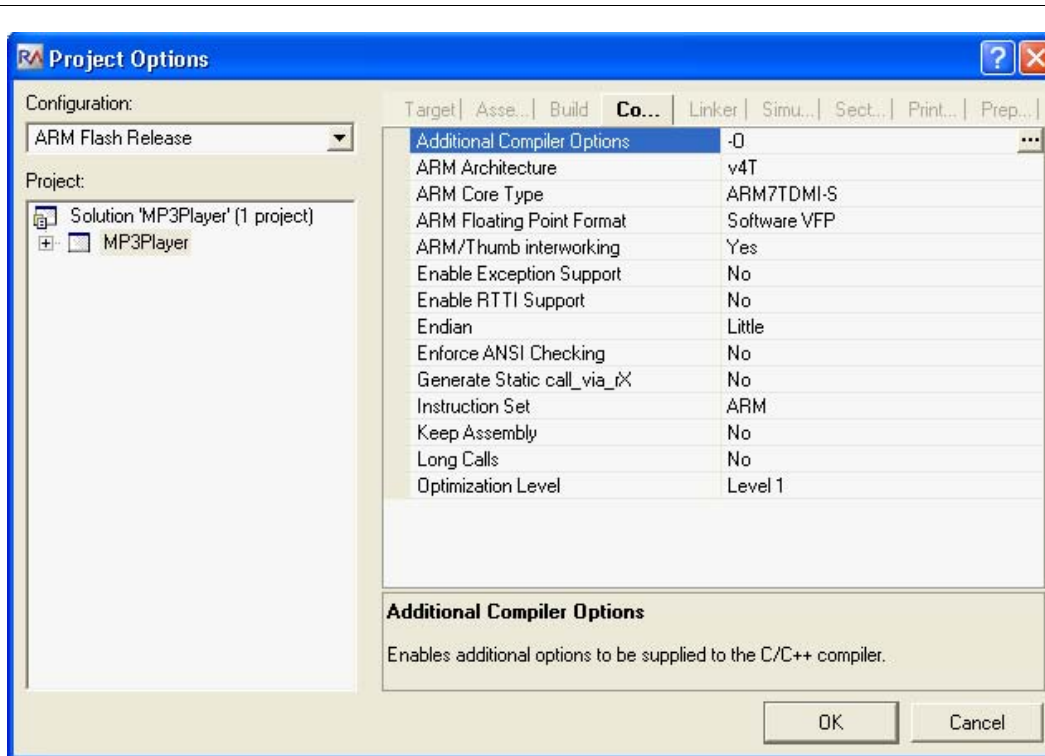 Project Options
Configuration:
ARM Flash Release
Project:
Solution 'MP3Player' (1 project)
MP3Player
Target Asse... Build Co... Linker Simu... Sect... Print... Prep...
Additional Compiler Options -O
ARM Architecture v4T
ARM Core Type ARM7TDMI-S
ARM Floating Point Format Software VFP
ARM/Thumb interworking Yes
Enable Exception Support No
Enable RTTI Support No
Endian Little
Enforce ANSI Checking No
Generate Static call_via_rX No
Instruction Set ARM
Keep Assembly No
Long Calls No
Optimization Level Level 1
Additional Compiler Options
Enables additional options to be supplied to the C/C++ compiler.
OK Cancel